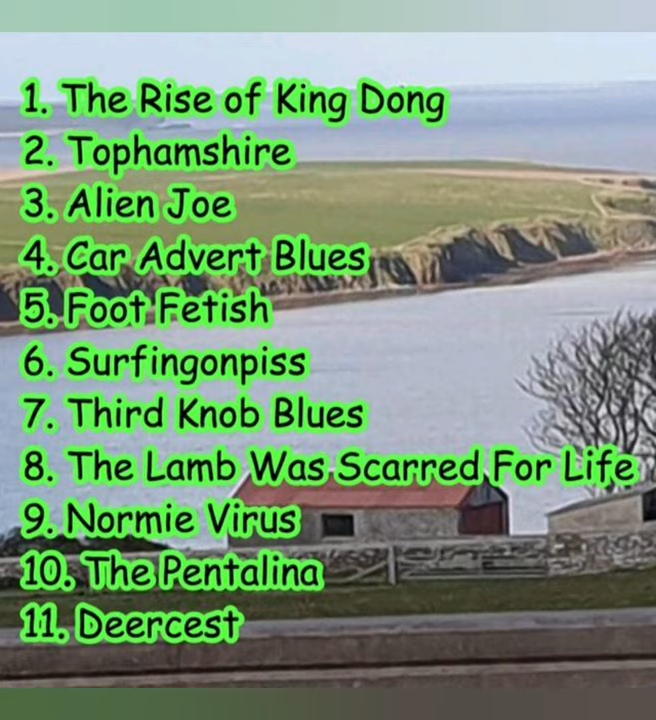 1. The Rise of King Dong
2. Tophamshire
3. Alien Joe
4. Car Advert Blues
5. Foot Fetish
6. Surfingonpiss
7. Third Knob Blues
8. The Lamb Was Scarred For Life
9. Normie Virus
10. The Pentalina
11. Deercest